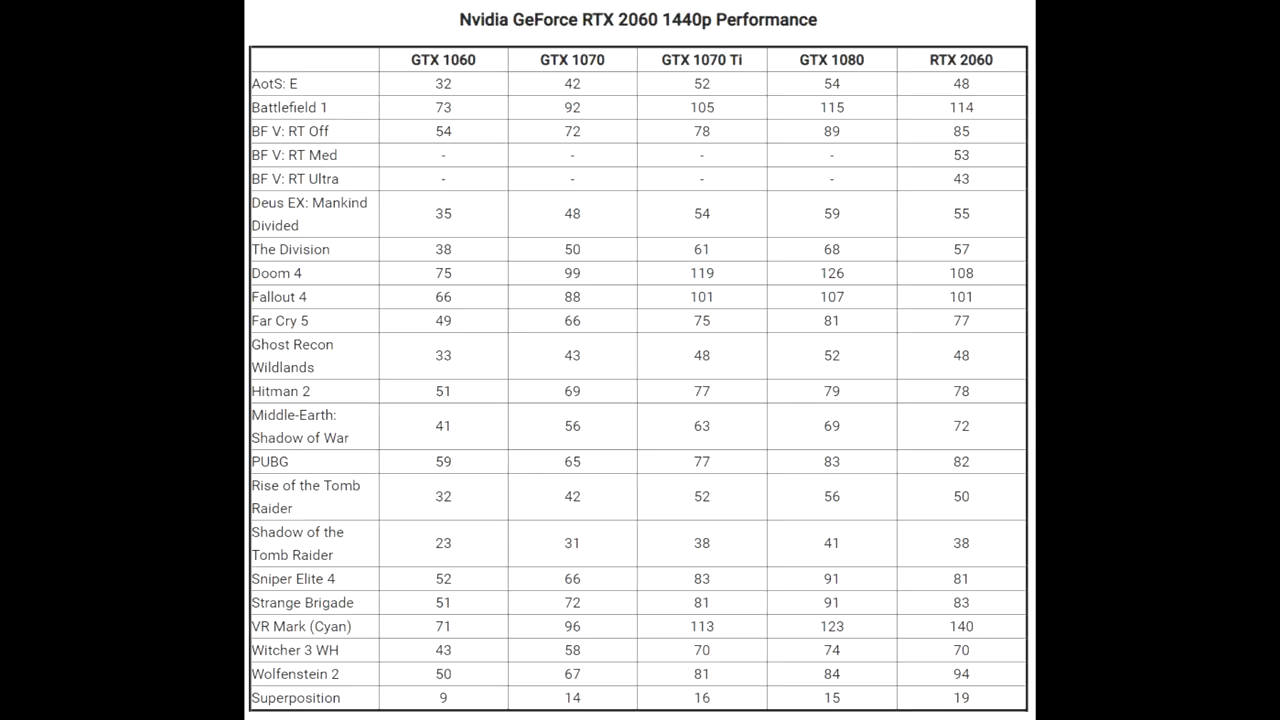 Nvidia GeForce RTX 2060 1440p Performance
GTX 1060 GTX 1070 GTX 1070 Ti GTX 1080 RTX 2060
AotS: E 32 42 52 54 48
Battlefield 1 73 92 105 115 114
BF V: RT Off 54 72 78 89 85
BF V: RT Med - - - - 53
BF V: RT Ultra - - - - 43
Deus EX: Mankind
Divided 35 48 54 59 55
The Division 38 50 61 68 57
Doom 4 75 99 119 126 108
Fallout 4 66 88 101 107 101
Far Cry 5 49 66 75 81 77
Ghost Recon
Wildlands 33 43 48 52 48
Hitman 2 51 69 77 79 78
Middle-Earth:
Shadow of War 41 56 63 69 72
PUBG 59 65 77 83 82
Rise of the Tomb
Raider 32 42 52 56 50
Shadow of the
Tomb Raider 23 31 38 41 38
Sniper Elite 4 52 66 83 91 81
Strange Brigade 51 72 81 91 83
VR Mark (Cyan) 71 96 113 123 140
Witcher 3 WH 43 58 70 74 70
Wolfenstein 2 50 67 81 84 94
Superposition 9 14 16 15 19